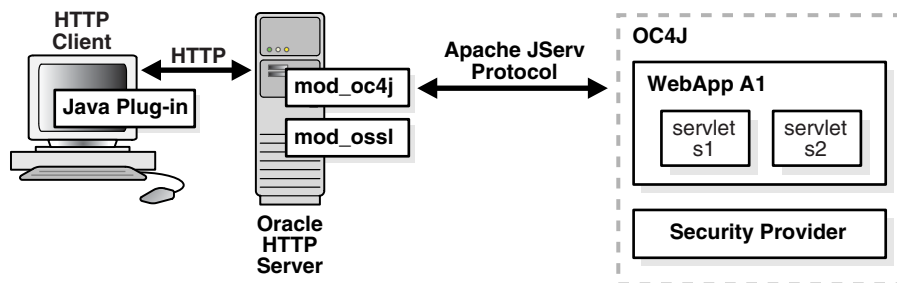 HTTP
Client
Java Plug-in
HTTP
mod_oc4j
mod_ossl
Oracle
HTTP
Server
Apache JServ
Protocol
OC4J
WebApp A1
servlet
s1
servlet
s2
Security Provider